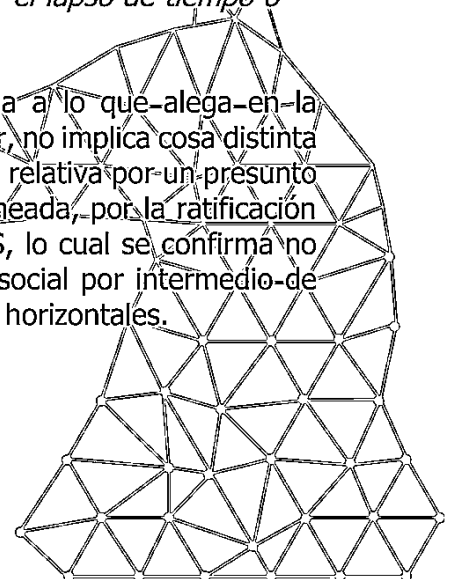 el lapso de tiempo o
a a lo que alega en la
r, no implica cosa distinta
relativa por un presunto
neada, por la ratificación
S, lo cual se confirma no
social por intermedio de
horizontales.